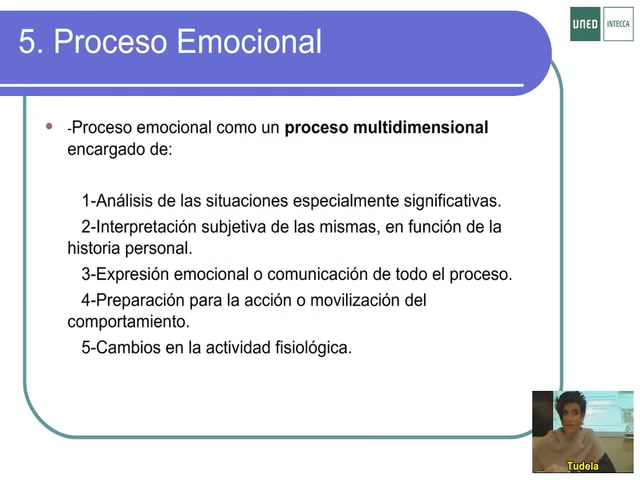 5. Proceso Emocional
UNED INTECCA
-Proceso emocional como un proceso multidimensional
encargado de:
1-Análisis de las situaciones especialmente significativas.
2-Interpretación subjetiva de las mismas, en función de la
historia personal.
3-Expresión emocional o comunicación de todo el proceso.
4-Preparación para la acción o movilización del
comportamiento.
5-Cambios en la actividad fisiológica.
Tudela